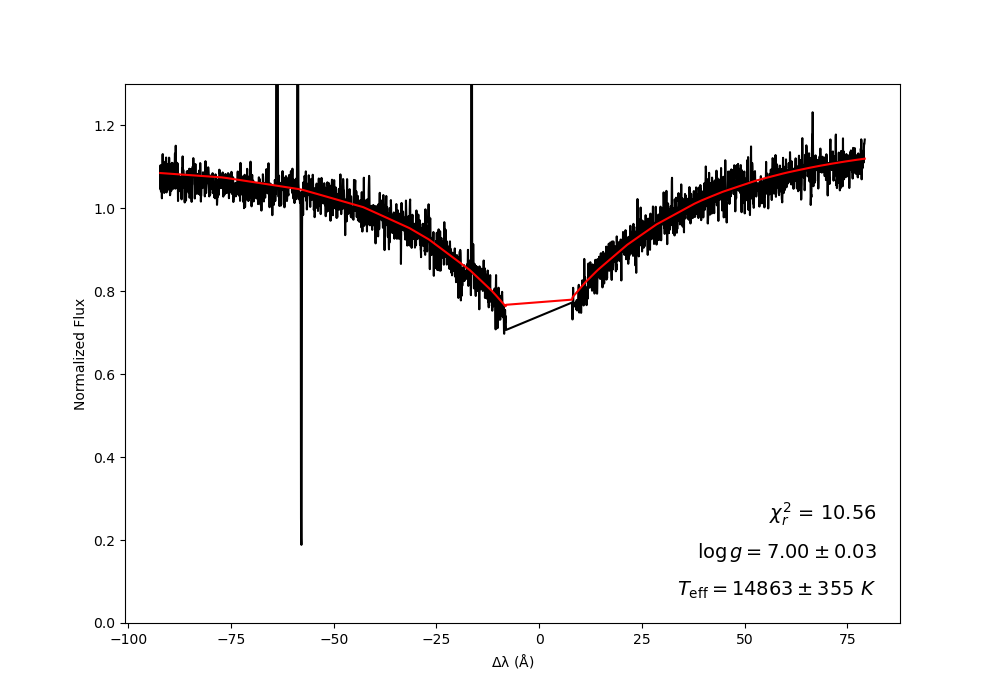 1.2
1.0
0.8
0.6
0.4
0.2
0.0
Normalized Flux
χ²ᵣ = 10.56
log g = 7.00 ± 0.03
T_eff = 14863 ± 355 K
−100 −75 −50 −25 0 25 50 75
Δλ (Å)